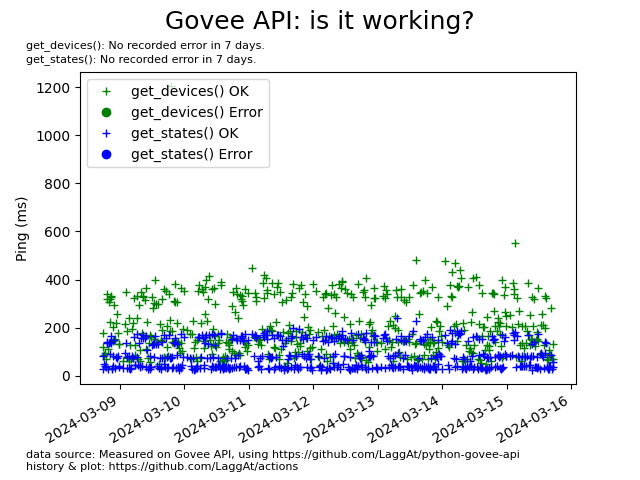 Govee API: is it working?
get_devices(): No recorded error in 7 days.
get_states(): No recorded error in 7 days.
get_devices() OK
get_devices() Error
get_states() OK
get_states() Error
Ping (ms)
1200
1000
800
600
400
200
0
2024-03-09
2024-03-10
2024-03-11
2024-03-12
2024-03-13
2024-03-14
2024-03-15
2024-03-16
data source: Measured on Govee API, using https://github.com/LaggAt/python-govee-api
history & plot: https://github.com/LaggAt/actions